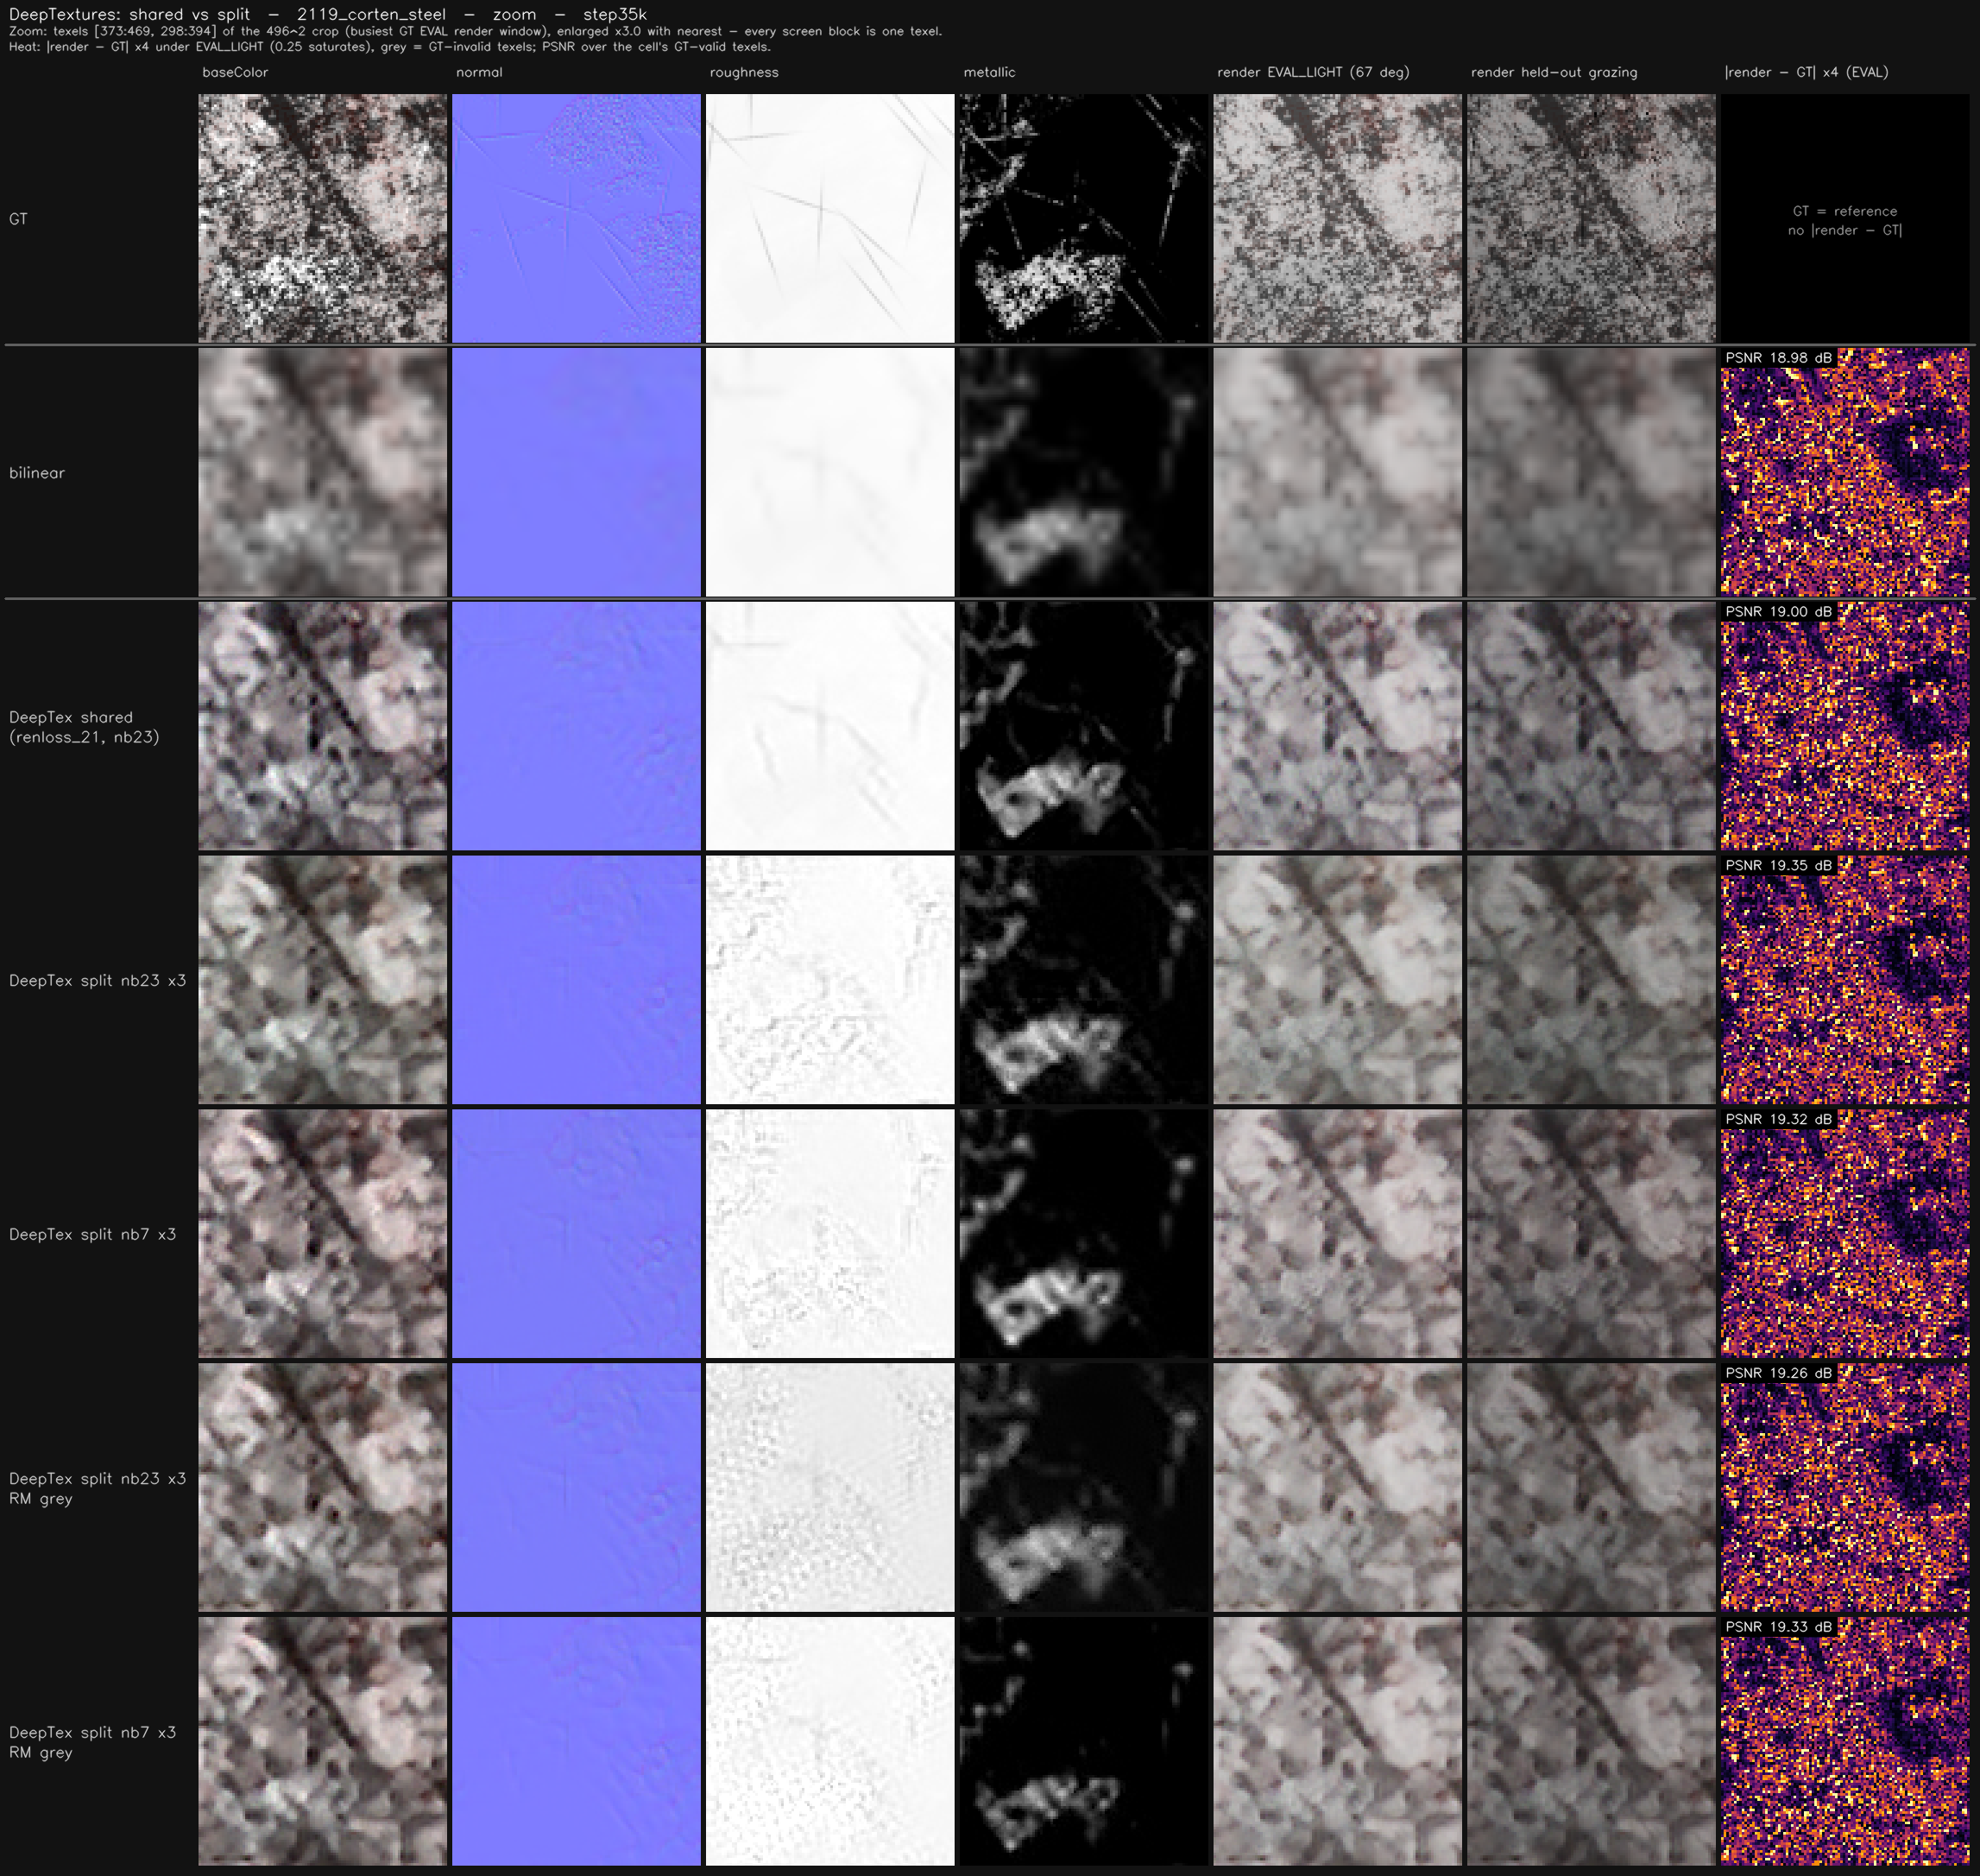 DeepTextures: shared vs split — 2119_corten_steel — zoom — step35k
Zoom: texels [373:469, 298:394] of the 496^2 crop (busiest GT EVAL render window), enlarged x3.0 with nearest — every screen block is one texel.
Heat: |render — GT| x4 under EVAL_LIGHT (0.25 saturates), grey = GT-invalid texels; PSNR over the cell's GT-valid texels.
baseColor normal roughness metallic render EVAL_LIGHT (67 deg) render held-out grazing |render — GT| x4 (EVAL)
GT
GT = reference
no |render — GT|
PSNR 18.98 dB
bilinear
PSNR 19.00 dB
DeepTex shared
(renloss_21, nb23)
PSNR 19.35 dB
DeepTex split nb23 x3
PSNR 19.32 dB
DeepTex split nb7 x3
PSNR 19.26 dB
DeepTex split nb23 x3
RM grey
PSNR 19.33 dB
DeepTex split nb7 x3
RM grey